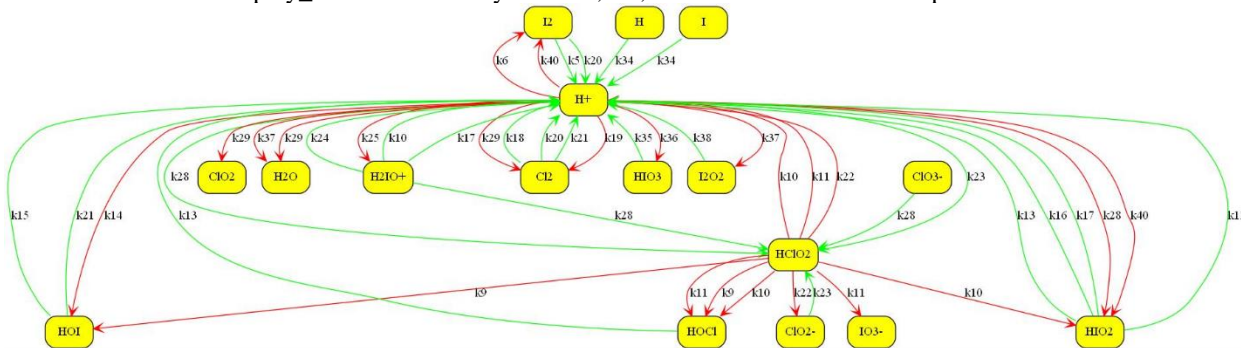 I2 H I
k6 k40 k5 k20 k34 k34
H+
k29 k37 k29 k24 k25 k10 k17 k29 k18 k20 k21 k19 k35 k36 k38 k37
k28 k10 k11 k22 k23
ClO2 H2O H2IO+ Cl2 HIO3 I2O2 ClO3-
k15 k21 k14 k13 k28 k28 k13 k16 k17 k28 k40 k1
HClO2
k9 k11 k9 k10 k22 k23 k11 k10
HOI HOCl ClO2- IO3- HIO2